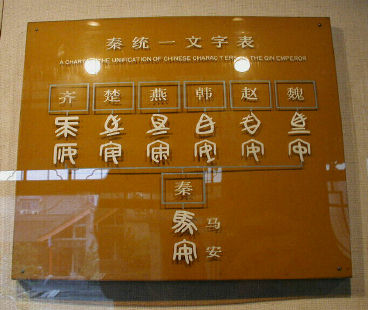 秦统一文字表
A CHART OF THE UNIFICATION OF CHINESE CHARACTERS IN THE QIN EMPEROR
齐 楚 燕 韩 赵 魏
秦
马
安